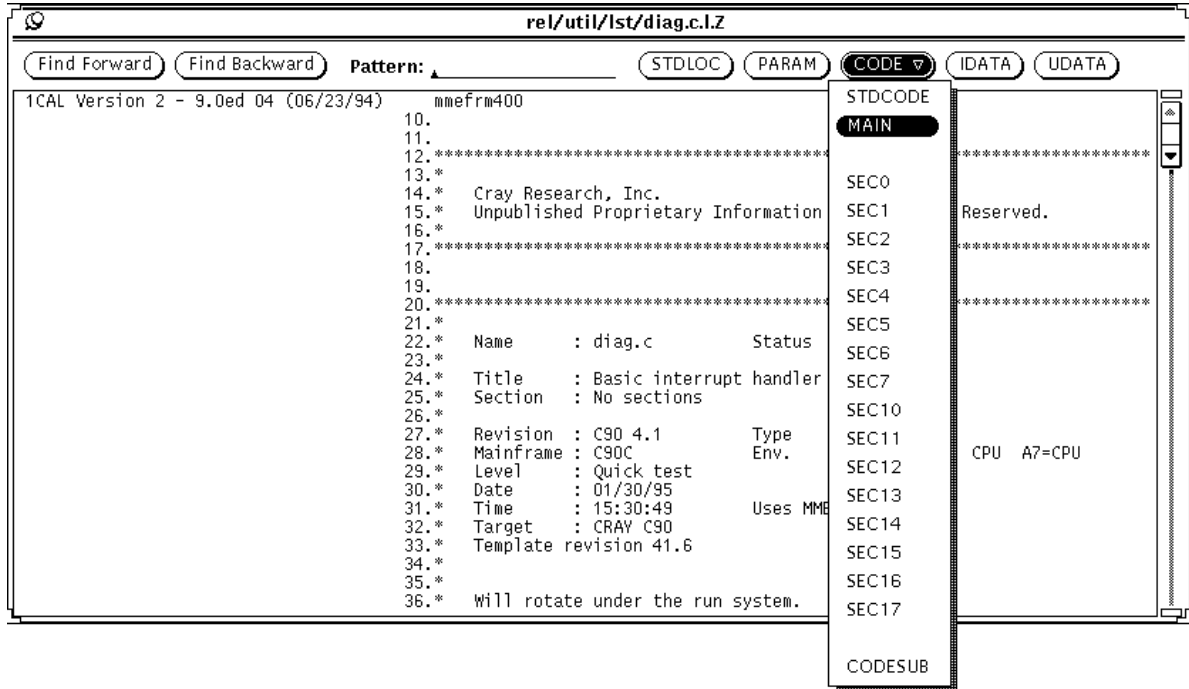 rel/util/lst/diag.c.l.Z
Find Forward Find Backward Pattern: STDLOC PARAM CODE IDATA UDATA
1CAL Version 2 - 9.0ed 04 (06/23/94) mmefrm400
10.
11.
12.************************************************************************
13.*
14.* Cray Research, Inc.
15.* Unpublished Proprietary Information Reserved.
16.*
17.************************************************************************
18.
19.
20.************************************************************************
21.*
22.* Name : diag.c Status
23.*
24.* Title : Basic interrupt handler
25.* Section : No sections
26.*
27.* Revision : C90 4.1 Type
28.* Mainframe : C90C Env. CPU A7=CPU
29.* Level : Quick test
30.* Date : 01/30/95
31.* Time : 15:30:49 Uses MME
32.* Target : CRAY C90
33.* Template revision 41.6
34.*
35.*
36.* Will rotate under the run system.
STDCODE
MAIN
SEC0
SEC1
SEC2
SEC3
SEC4
SEC5
SEC6
SEC7
SEC10
SEC11
SEC12
SEC13
SEC14
SEC15
SEC16
SEC17
CODESUB